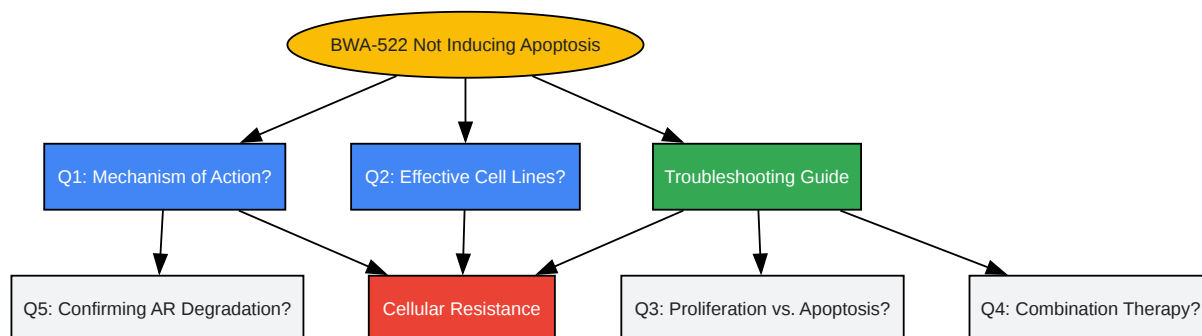 BWA-522 Not Inducing Apoptosis
Q1: Mechanism of Action?
Q2: Effective Cell Lines?
Troubleshooting Guide
Q5: Confirming AR Degradation?
Cellular Resistance
Q3: Proliferation vs. Apoptosis?
Q4: Combination Therapy?